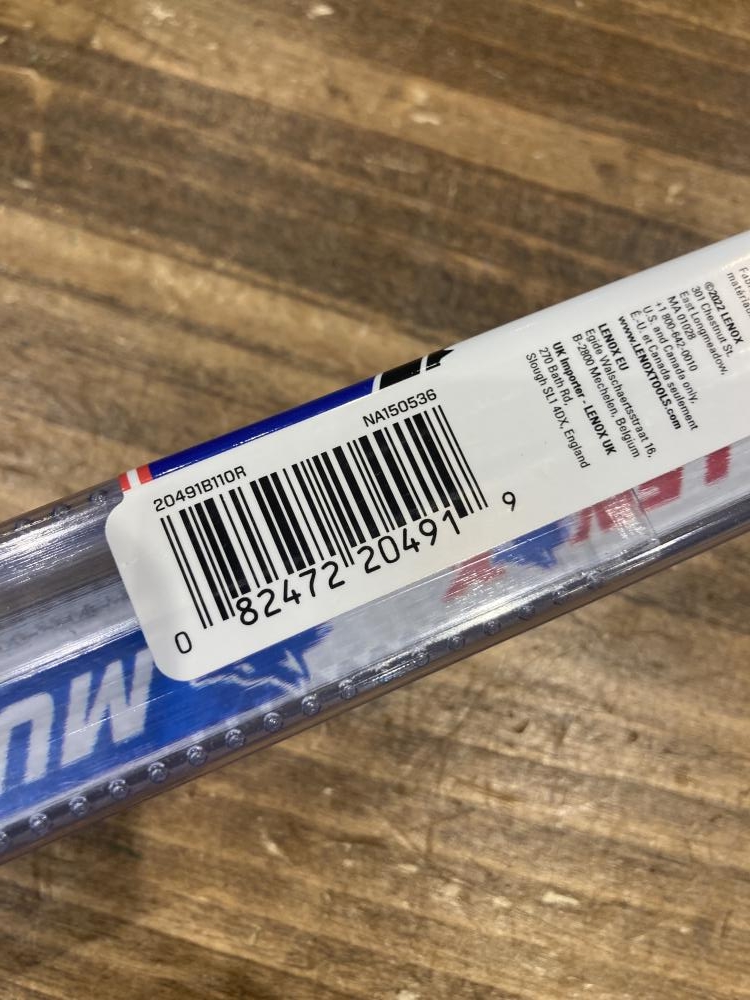 20491B110R
NA150536
0 82472 20491 9
©2022 LENOX
301 Chestnut St.
East Longmeadow,
MA 01028
+1 800-642-0010
U.S. and Canada only,
E.-U. et Canada seulement
www.LENOXTOOLS.com
LENOX EU
Egide Walschaertsstraat 16,
B-2800 Mechelen, Belgium
UK Importer - LENOX UK
270 Bath Rd,
Slough SL1 4DX, England